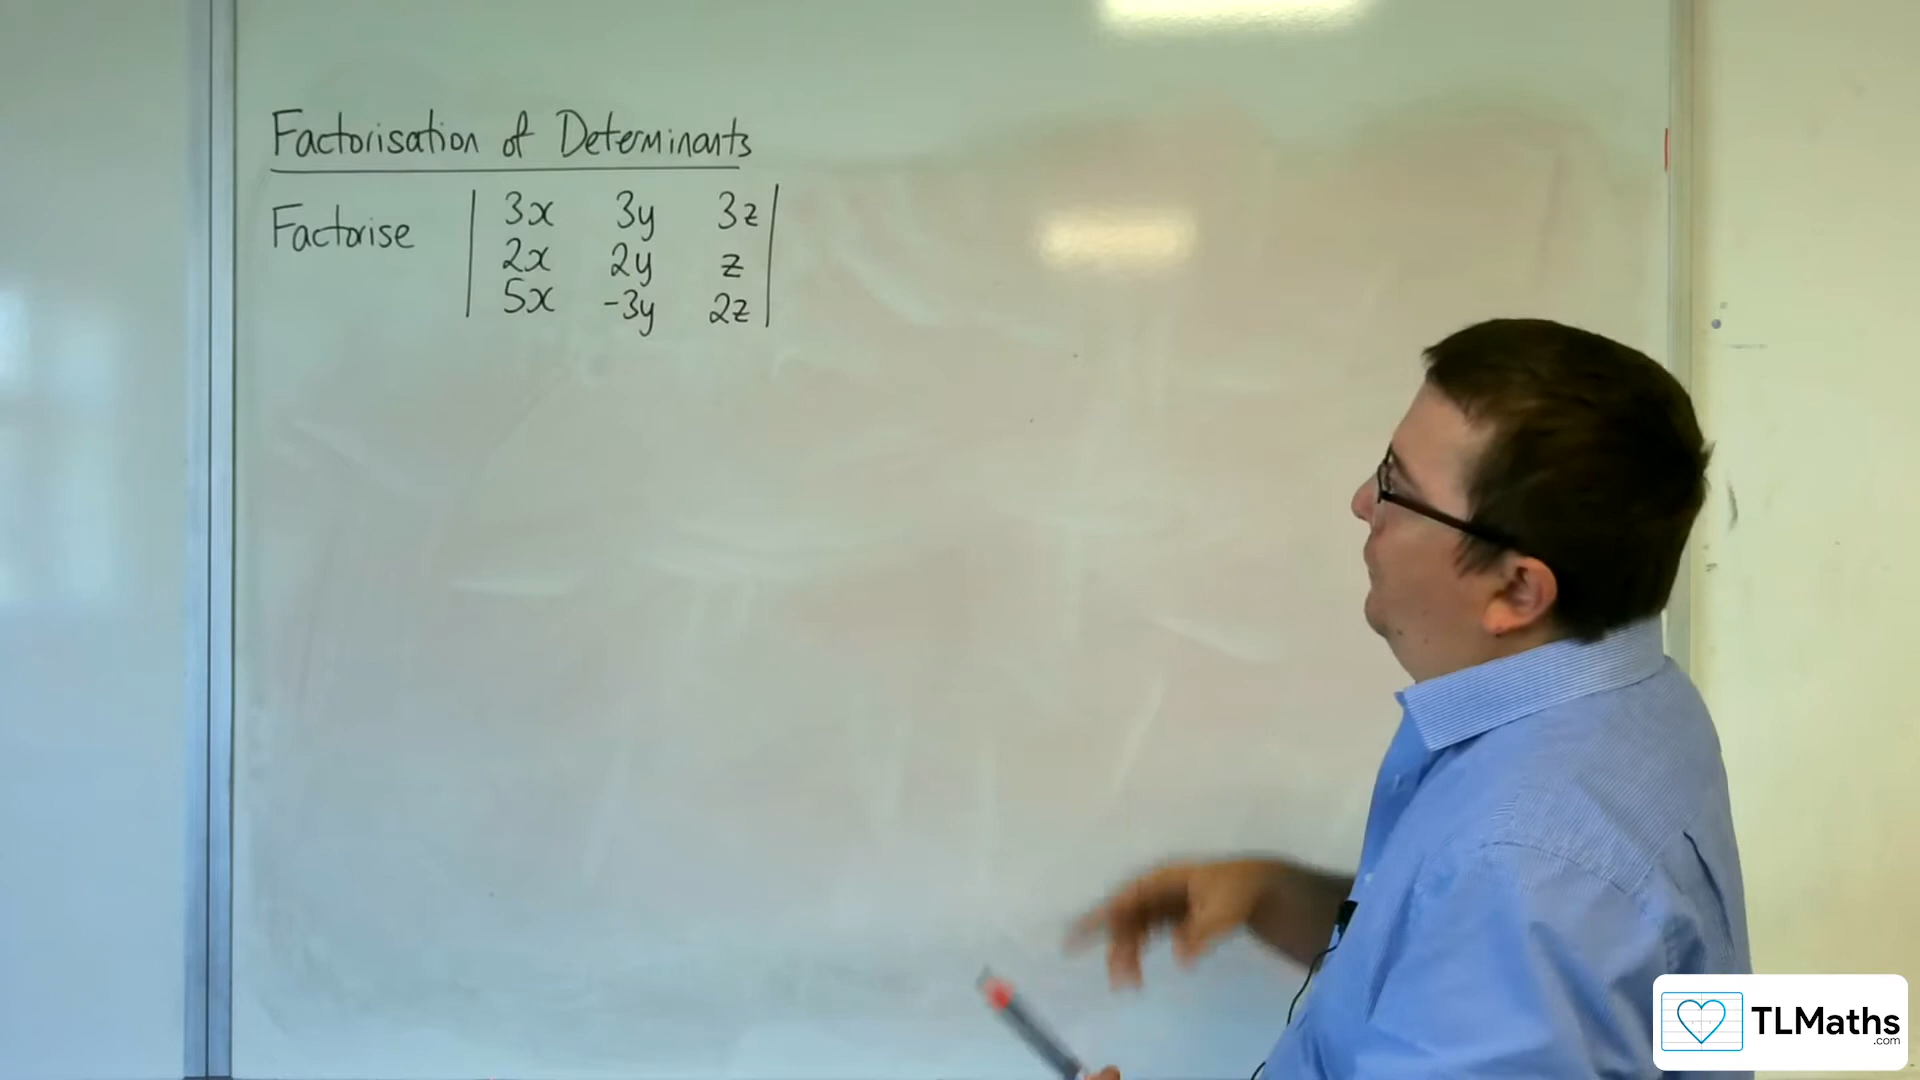 Factorisation of Determinants
Factorise
3x 3y 3z
2x 2y z
5x -3y 2z
TLMaths
.com